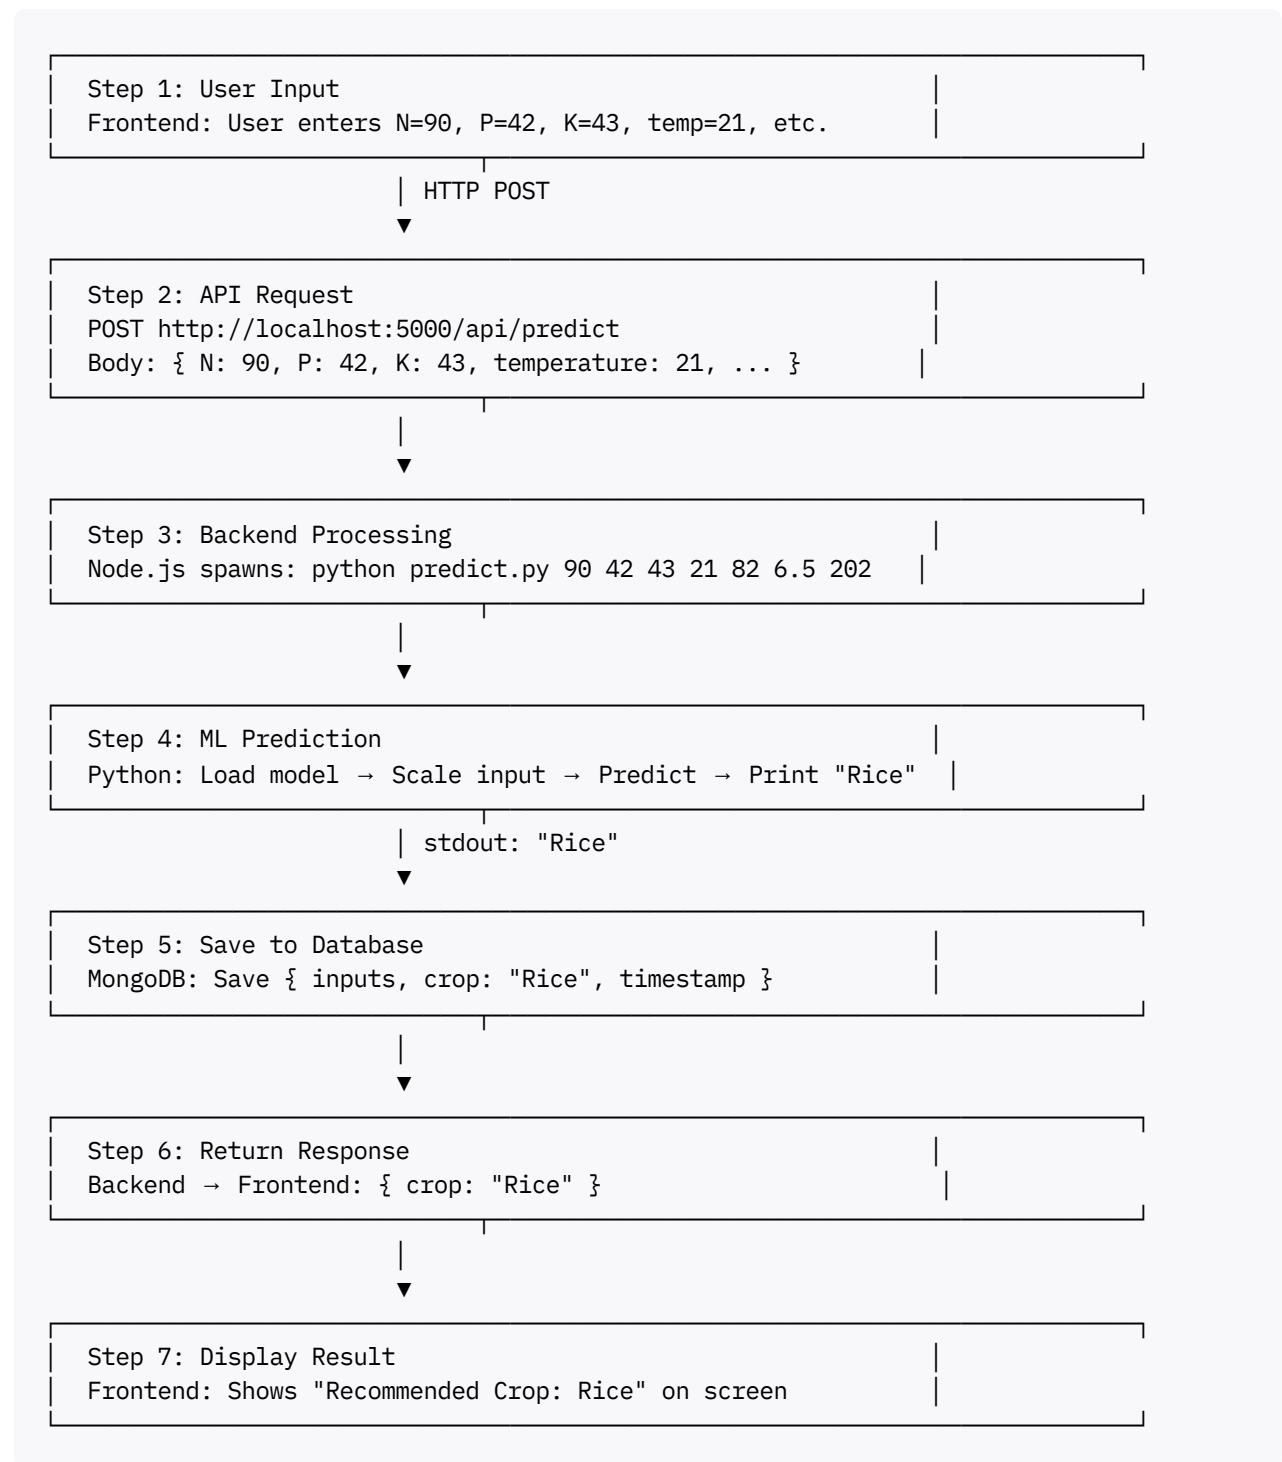 Step 1: User Input
Frontend: User enters N=90, P=42, K=43, temp=21, etc.
HTTP POST
▼
Step 2: API Request
POST http://localhost:5000/api/predict
Body: { N: 90, P: 42, K: 43, temperature: 21, ... }
▼
Step 3: Backend Processing
Node.js spawns: python predict.py 90 42 43 21 82 6.5 202
▼
Step 4: ML Prediction
Python: Load model → Scale input → Predict → Print "Rice"
stdout: "Rice"
▼
Step 5: Save to Database
MongoDB: Save { inputs, crop: "Rice", timestamp }
▼
Step 6: Return Response
Backend → Frontend: { crop: "Rice" }
▼
Step 7: Display Result
Frontend: Shows "Recommended Crop: Rice" on screen